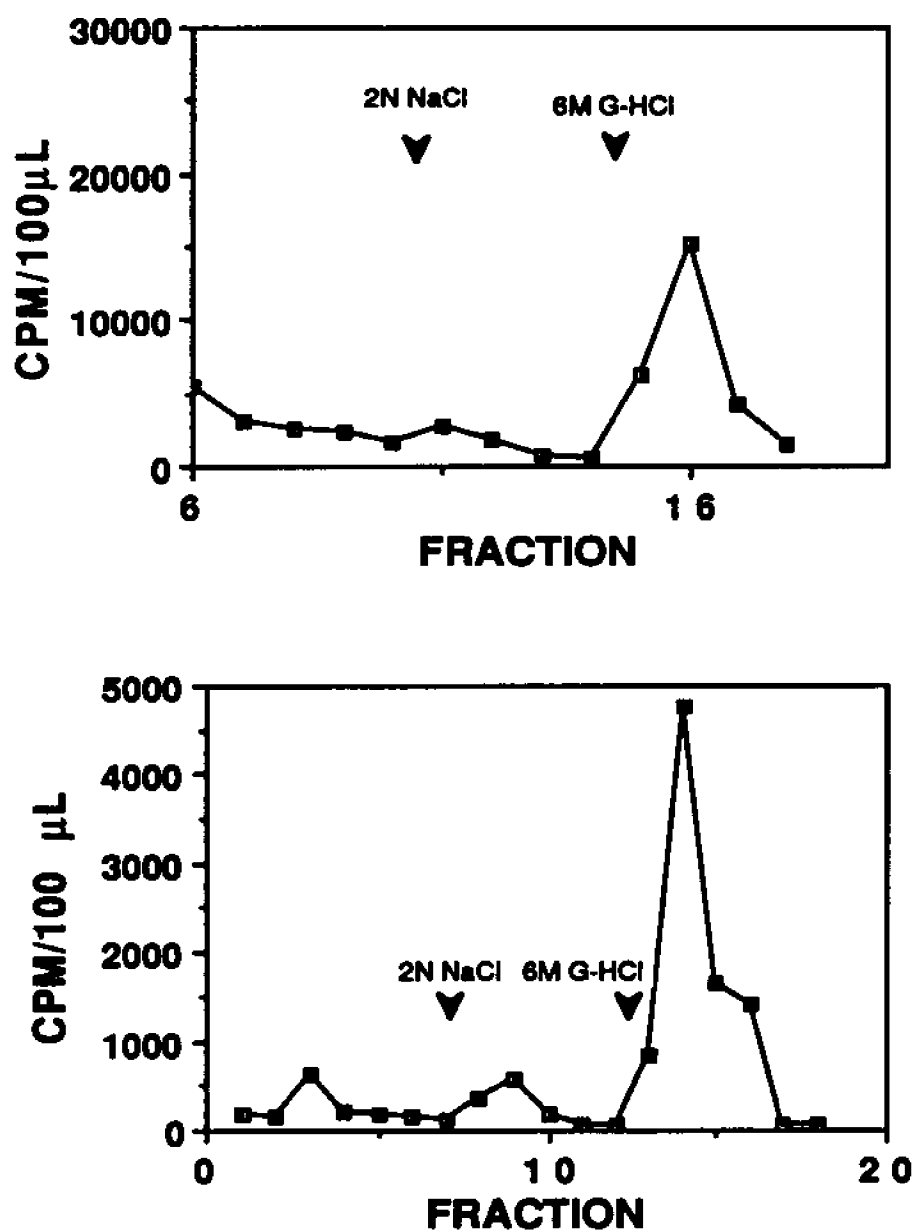 30000
2N NaCl
6M G-HCl
20000
10000
0
CPM/100μL
6
16
FRACTION
5000
4000
3000
2000
2N NaCl
6M G-HCl
1000
0
CPM/100 μL
0
10
20
FRACTION